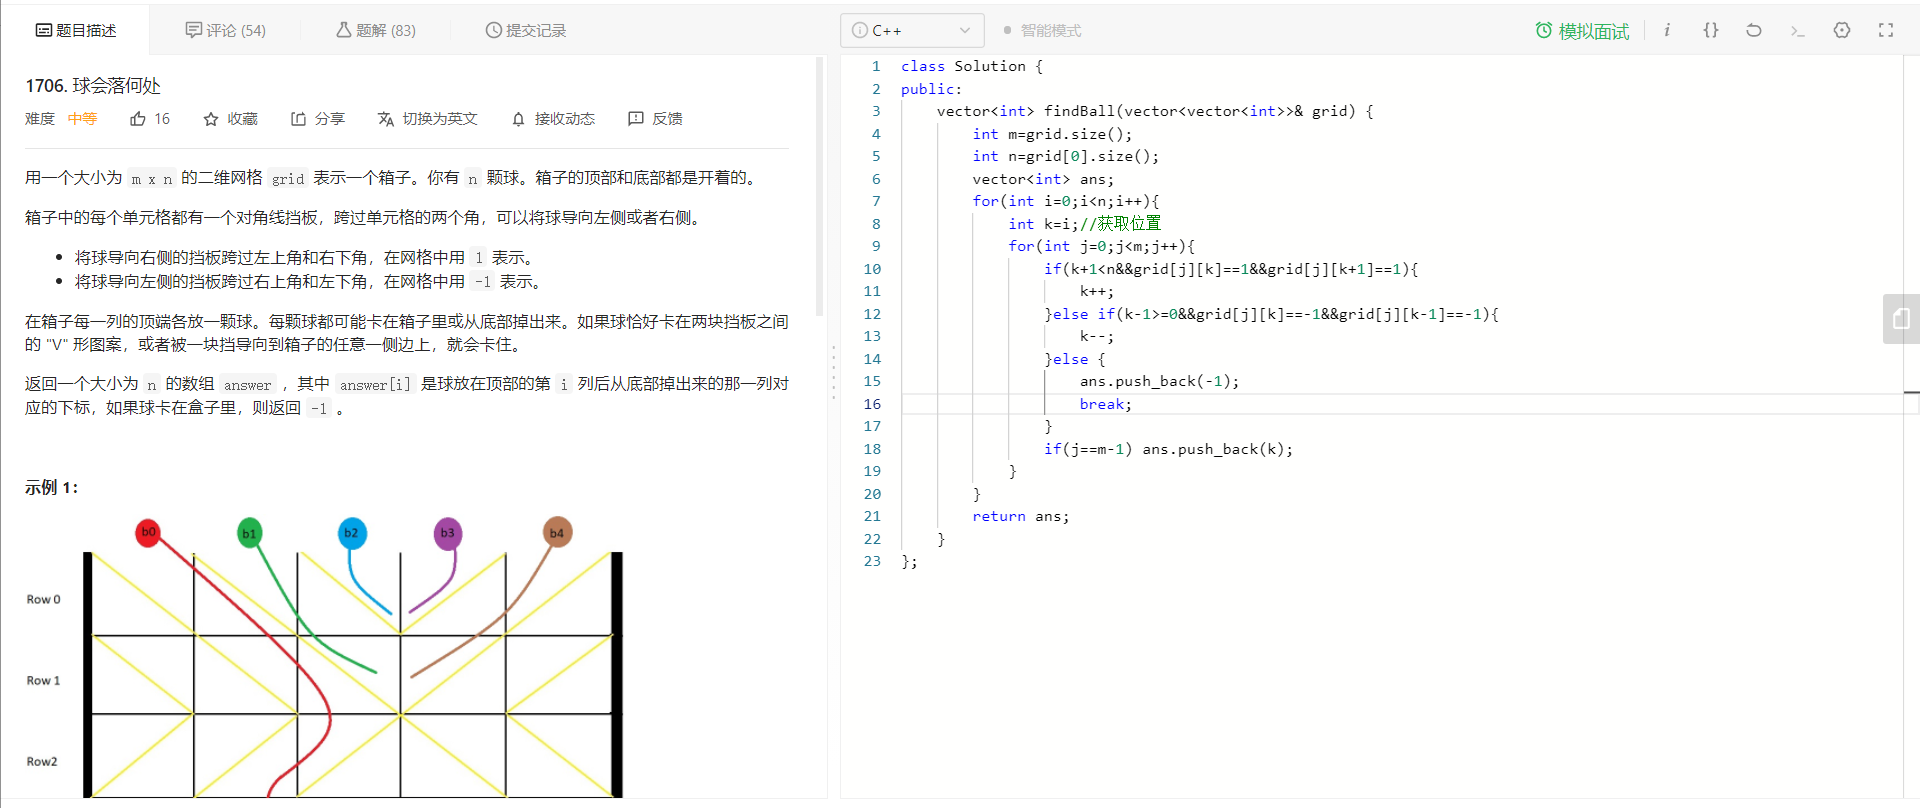 题目描述
评论 (54)
题解 (83)
提交记录
1706. 球会落何处
难度 中等 16 收藏 分享 切换为英文 接收动态 反馈
用一个大小为 m x n 的二维网格 grid 表示一个箱子。你有 n 颗球。箱子的顶部和底部都是开着的。
箱子中的每个单元格都有一个对角线挡板，跨过单元格的两个角，可以将球导向左侧或者右侧。
• 将球导向右侧的挡板跨过左上角和右下角，在网格中用 1 表示。
• 将球导向左侧的挡板跨过右上角和左下角，在网格中用 -1 表示。
在箱子每一列的顶端各放一颗球。每颗球都可能卡在箱子里或从底部掉出来。如果球恰好卡在两块挡板之间
的 "V" 形图案，或者被一块挡导向到箱子的任意一侧边上，就会卡住。
返回一个大小为 n 的数组 answer ，其中 answer[i] 是球放在顶部的第 i 列后从底部掉出来的那一列对
应的下标，如果球卡在盒子里，则返回 -1 。
示例 1：
b0 b1 b2 b3 b4
Row 0
Row 1
Row2
C++
智能模式
模拟面试
i {}
1 class Solution {
2 public:
3 vector<int> findBall(vector<vector<int>>& grid) {
4 int m=grid.size();
5 int n=grid[0].size();
6 vector<int> ans;
7 for(int i=0;i<n;i++){
8 int k=i;//获取位置
9 for(int j=0;j<m;j++){
10 if(k+1<n&&grid[j][k]==1&&grid[j][k+1]==1){
11 k++;
12 }else if(k-1>=0&&grid[j][k]==-1&&grid[j][k-1]==-1){
13 k--;
14 }else {
15 ans.push_back(-1);
16 break;
17 }
18 if(j==m-1) ans.push_back(k);
19 }
20 }
21 return ans;
22 }
23 };